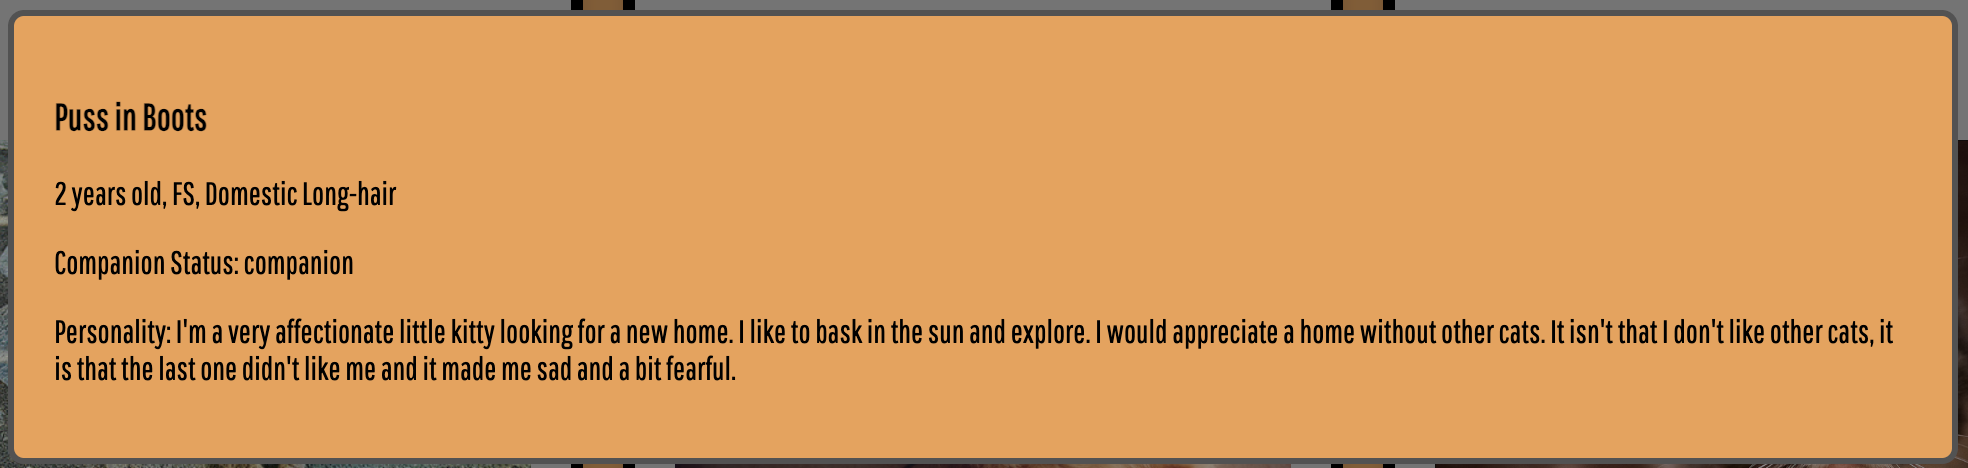 Puss in Boots
2 years old, FS, Domestic Long-hair
Companion Status: companion
Personality: I'm a very affectionate little kitty looking for a new home. I like to bask in the sun and explore. I would appreciate a home without other cats. It isn't that I don't like other cats, it
is that the last one didn't like me and it made me sad and a bit fearful.